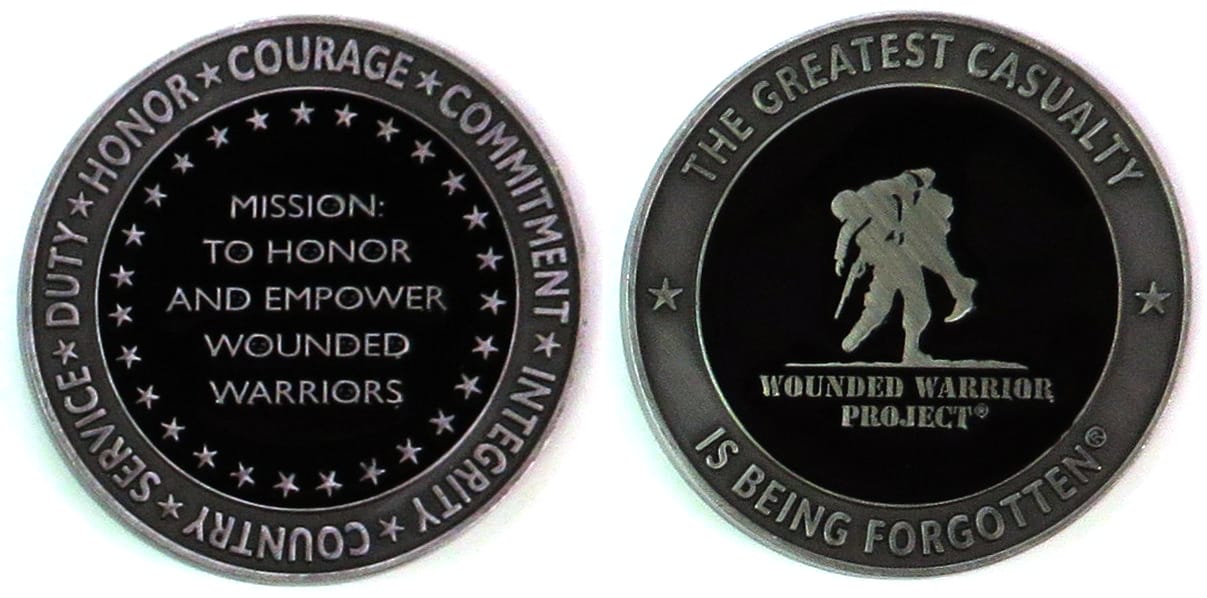 DUTY ★ HONOR ★ COURAGE ★ COMMITMENT ★ INTEGRITY ★ COUNTRY ★ SERVICE ★
MISSION:
TO HONOR
AND EMPOWER
WOUNDED
WARRIORS
THE GREATEST CASUALTY
WOUNDED WARRIOR
PROJECT®
IS BEING FORGOTTEN®